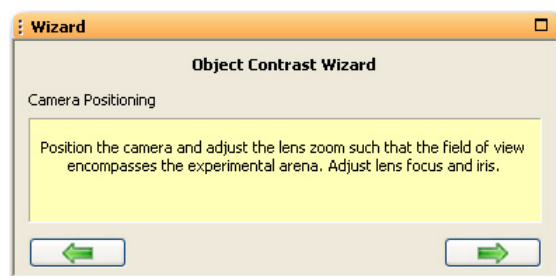 Wizard
Object Contrast Wizard
Camera Positioning
Position the camera and adjust the lens zoom such that the field of view
encompasses the experimental arena. Adjust lens focus and iris.